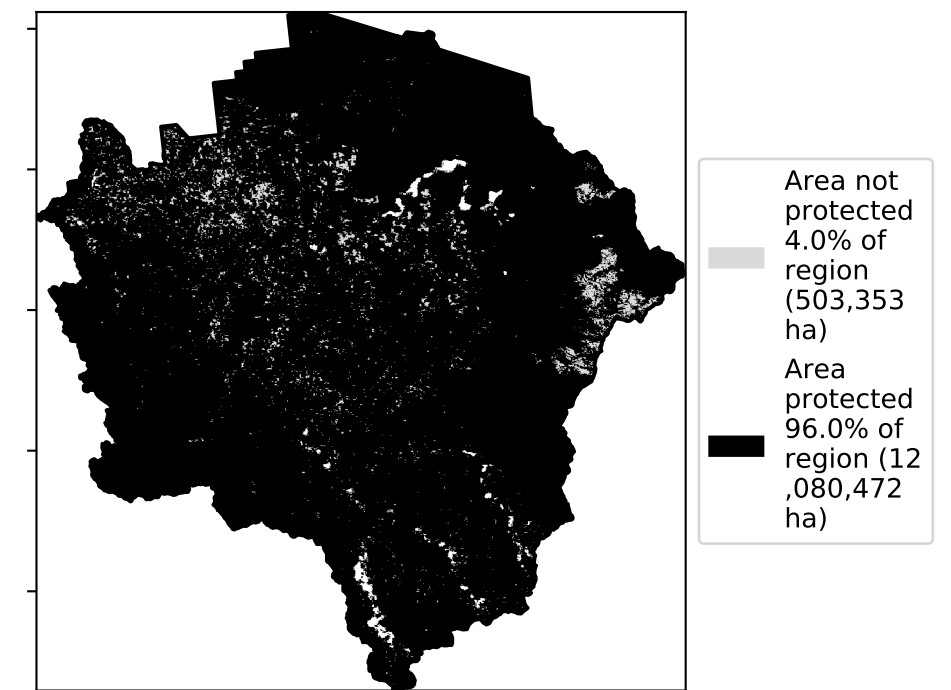 Area not
protected
4.0% of
region
(503,353
ha)
Area
protected
96.0% of
region (12
,080,472
ha)